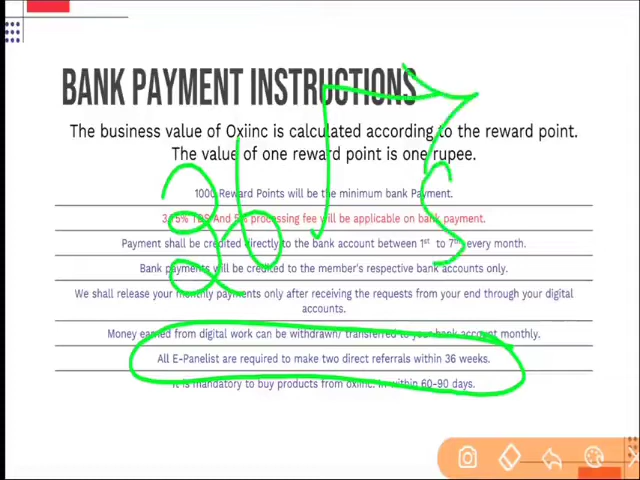 BANK PAYMENT INSTRUCTIONS
The business value of Oxiinc is calculated according to the reward point.
The value of one reward point is one rupee.
1000 Reward Points will be the minimum bank Payment.
3.75% TDS And 5% processing fee will be applicable on bank payment.
Payment shall be credited directly to the bank account between 1st to 7th every month.
Bank payments will be credited to the member's respective bank accounts only.
We shall release your monthly payments only after receiving the requests from your end through your digital
accounts.
Money earned from digital work can be withdrawn/ transferred to your bank account monthly.
All E-Panelist are required to make two direct referrals within 36 weeks.
It is mandatory to buy products from oxiinc. In within 60-90 days.